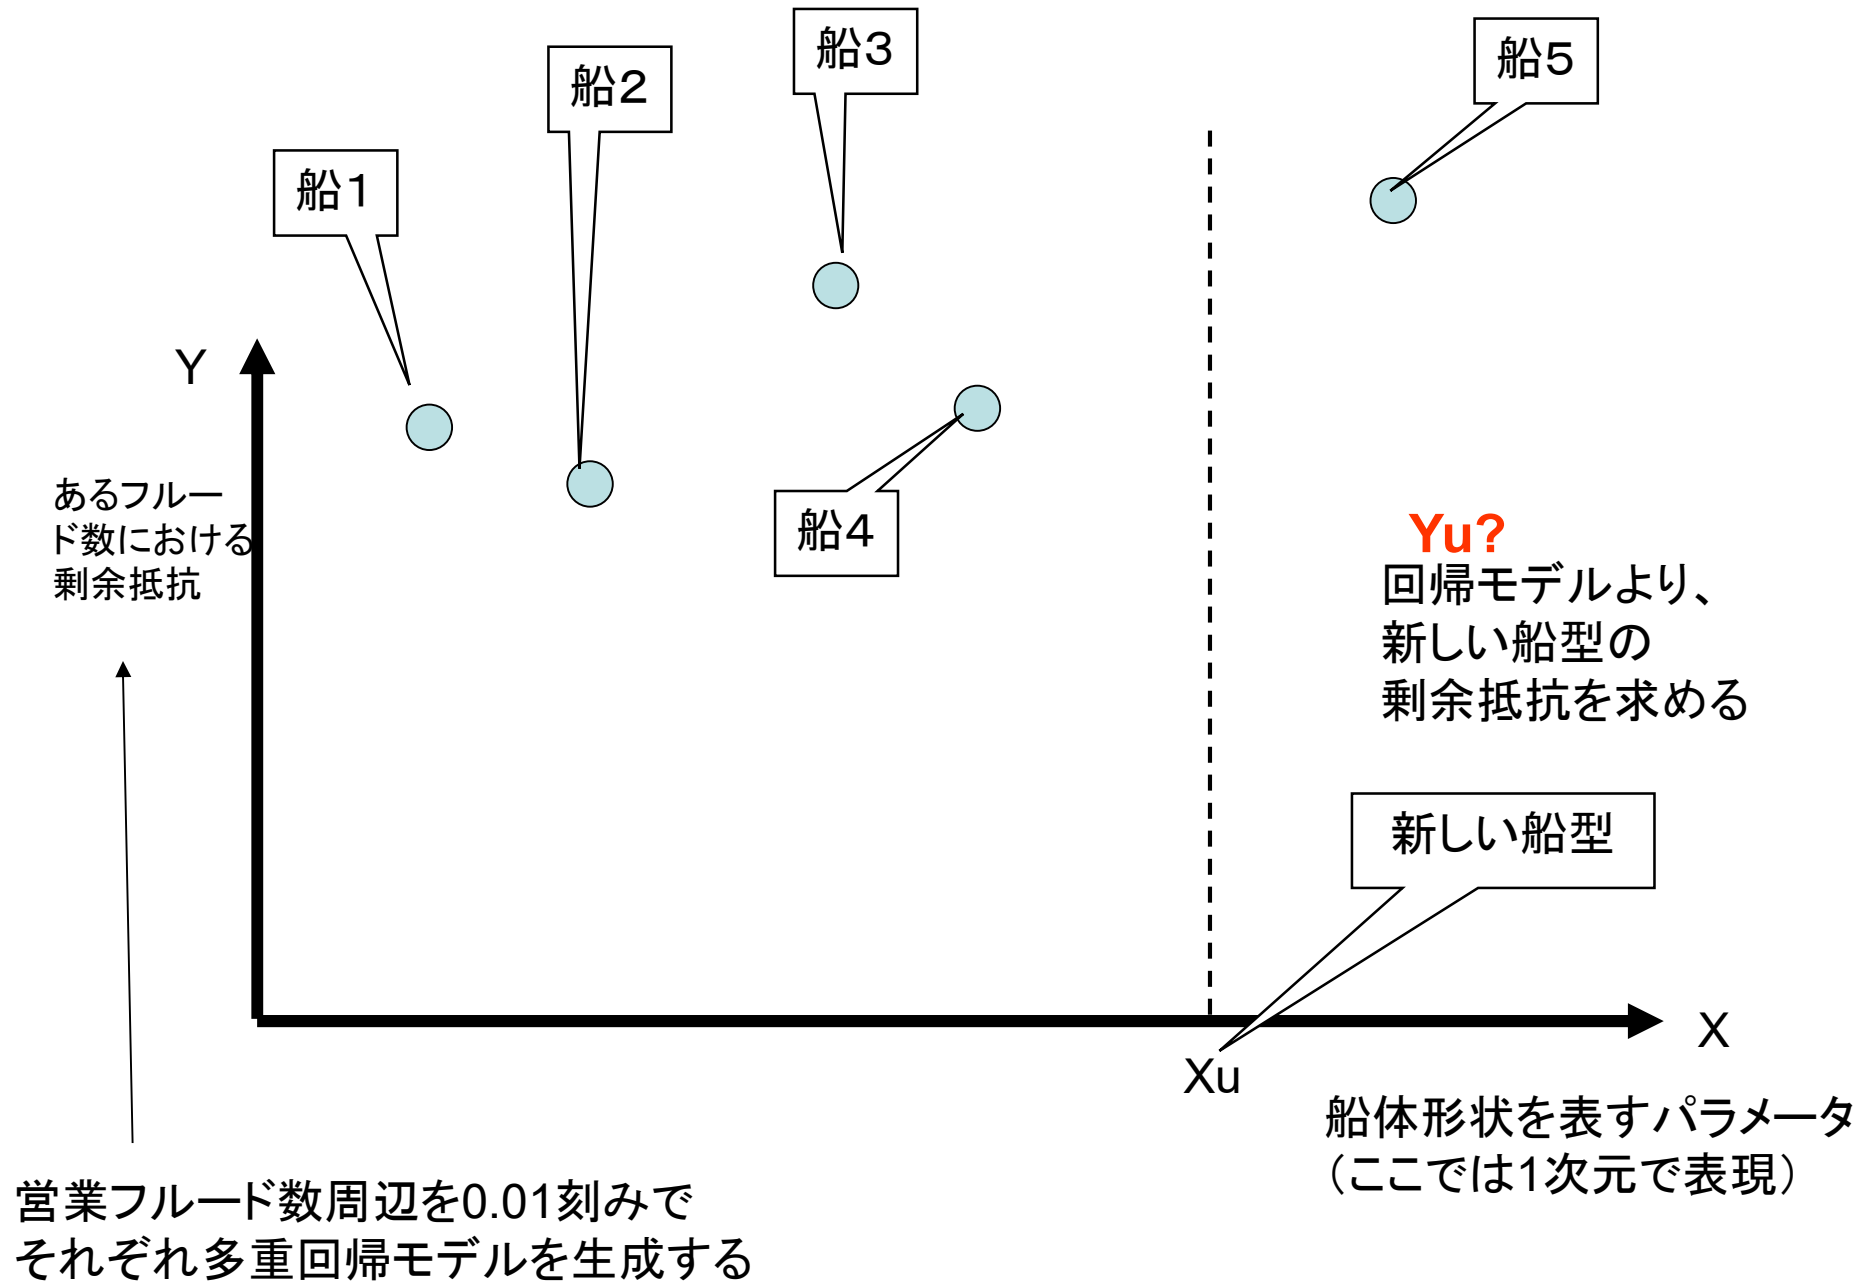 船3
船5
船2
船1
Y
あるフルー
ド数における
剰余抵抗
船4
Yu?
回帰モデルより、
新しい船型の
剰余抵抗を求める
新しい船型
X
Xu
船体形状を表すパラメータ
（ここでは1次元で表現）
営業フルード数周辺を0.01刻みで
それぞれ多重回帰モデルを生成する